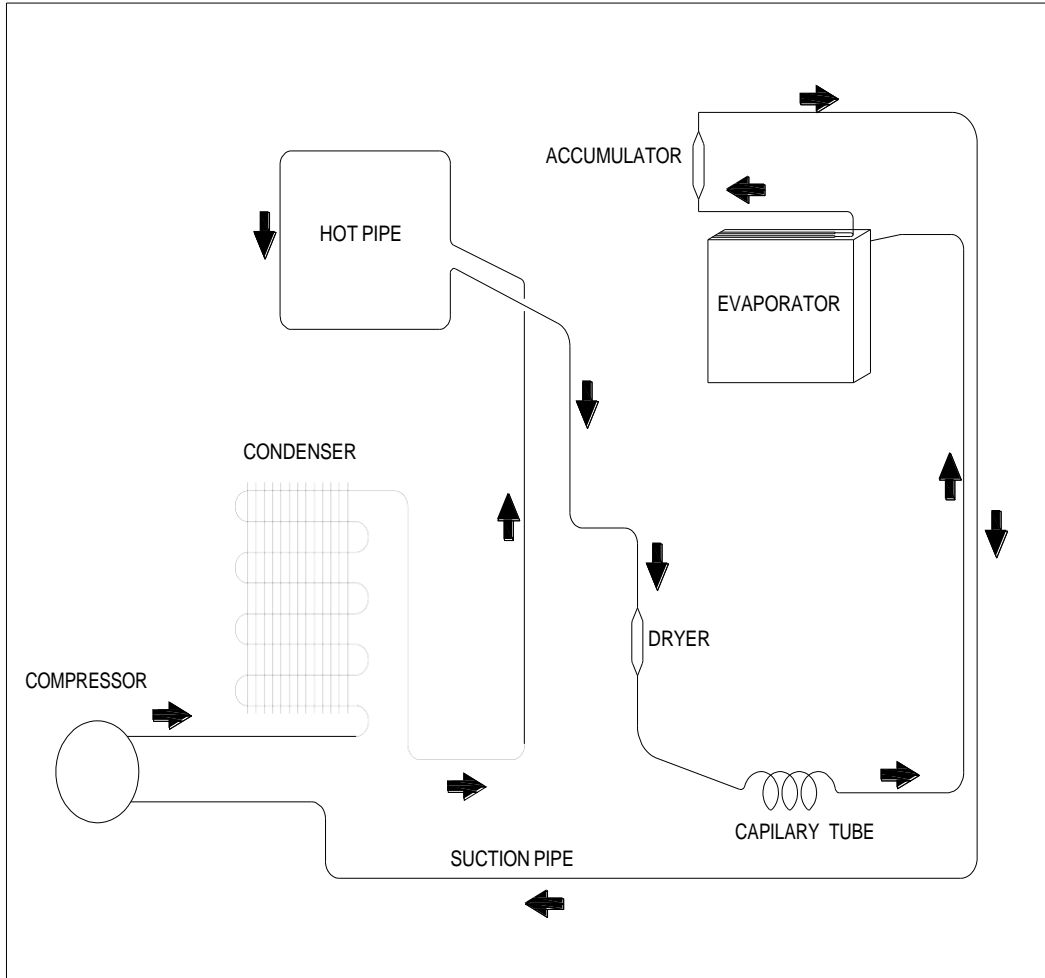 ACCUMULATOR
HOT PIPE
EVAPORATOR
CONDENSER
DRYER
COMPRESSOR
CAPILARY TUBE
SUCTION PIPE